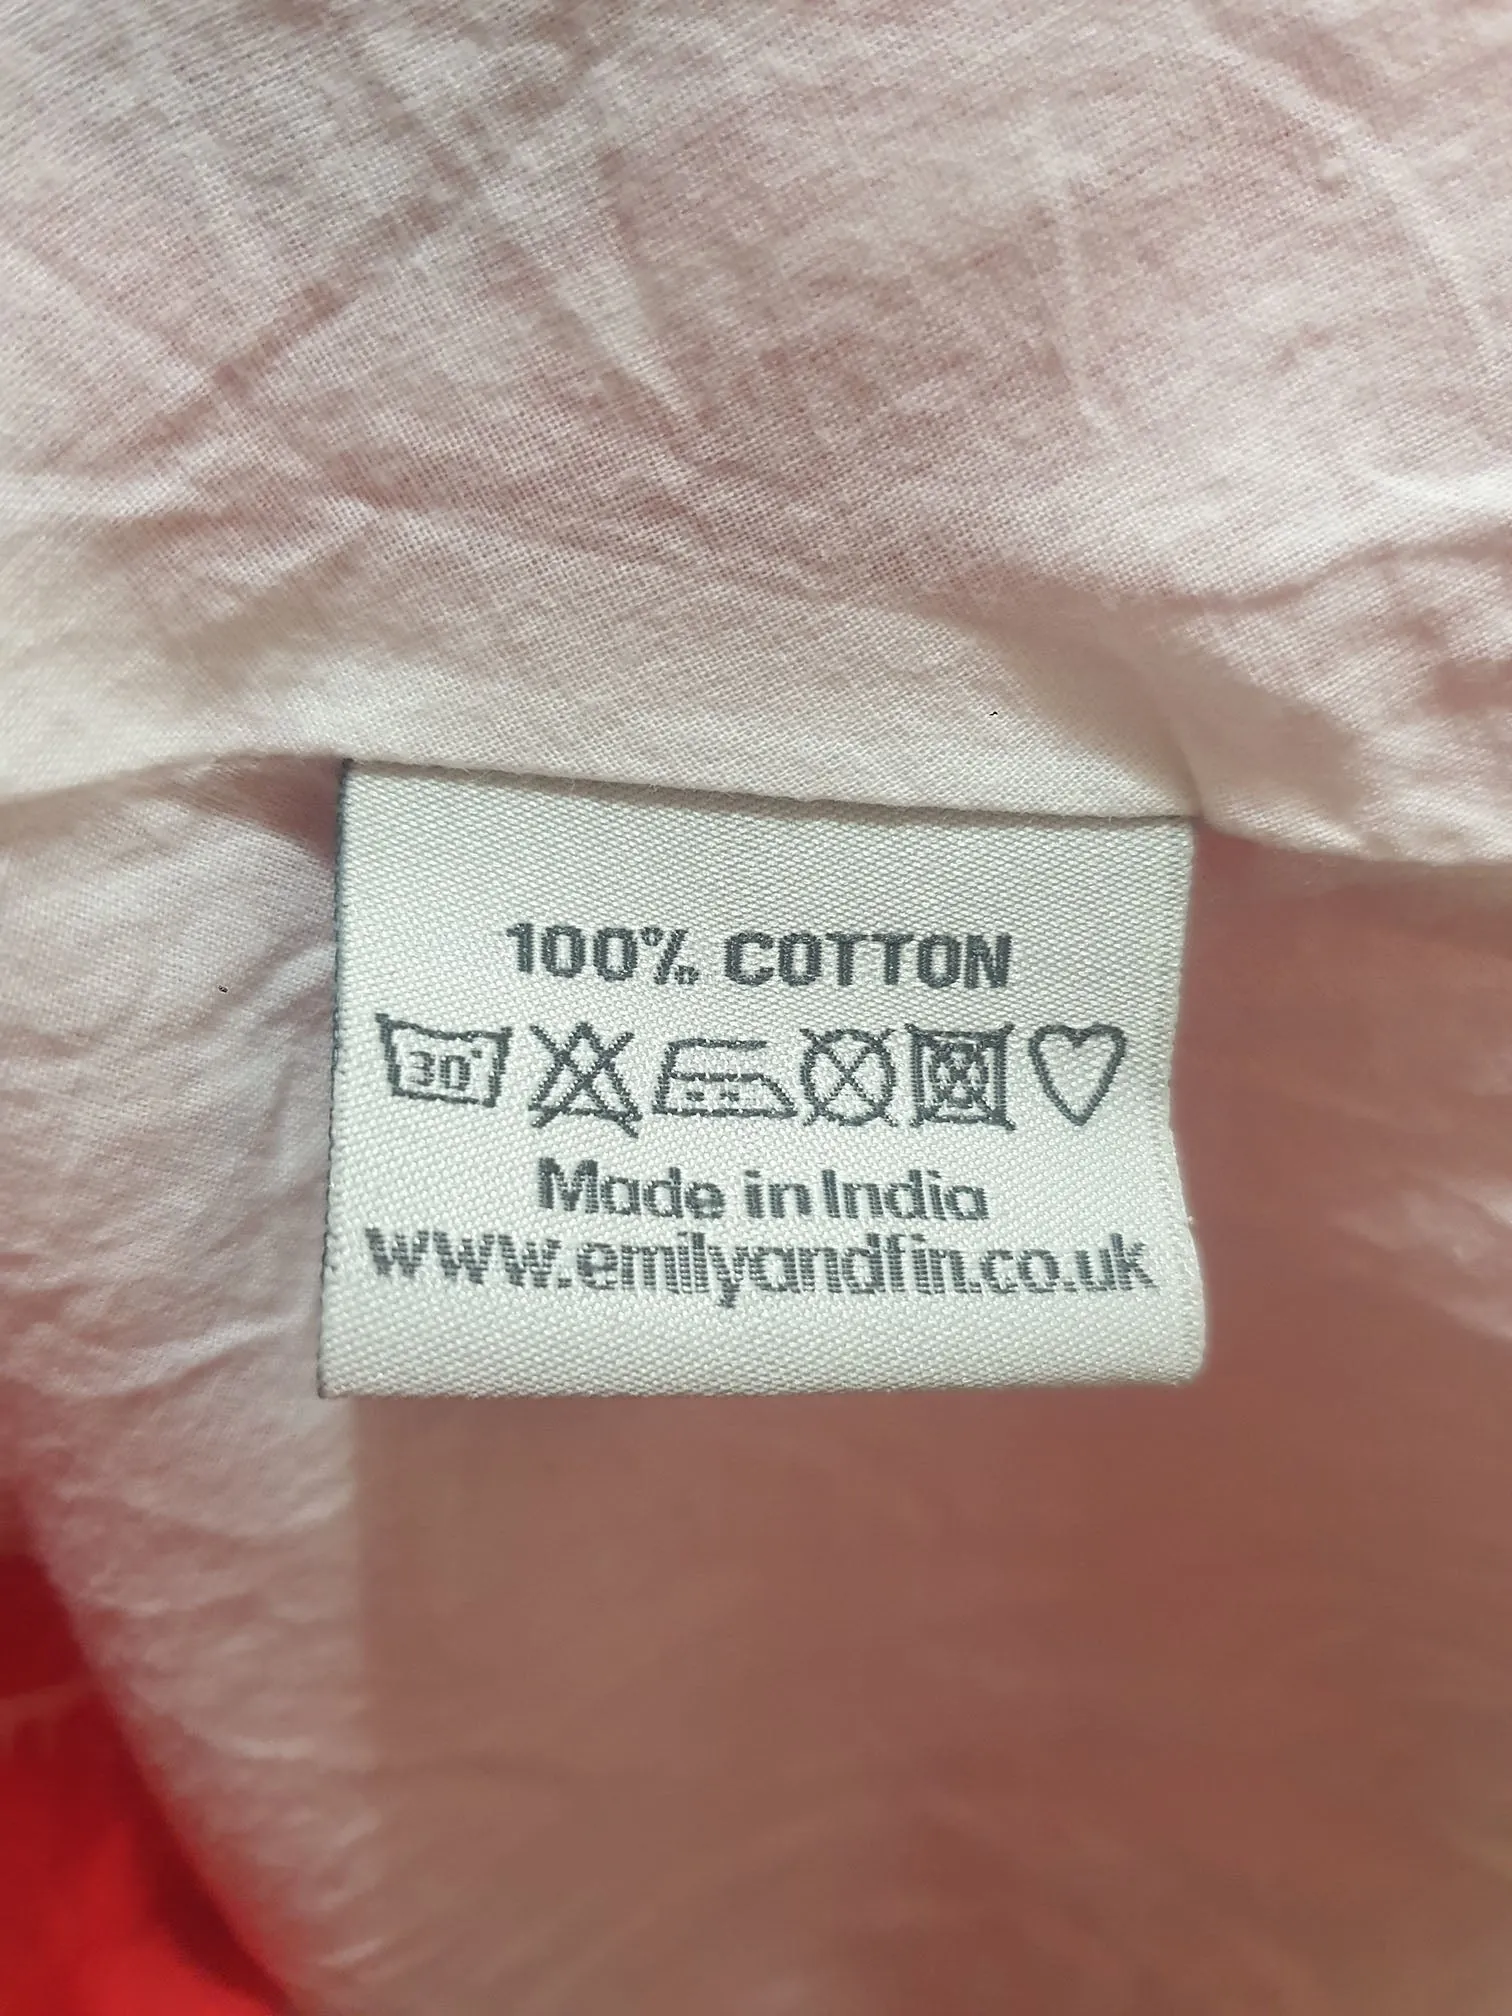 100% COTTON
30°
Made in India
www.emilyandfin.co.uk